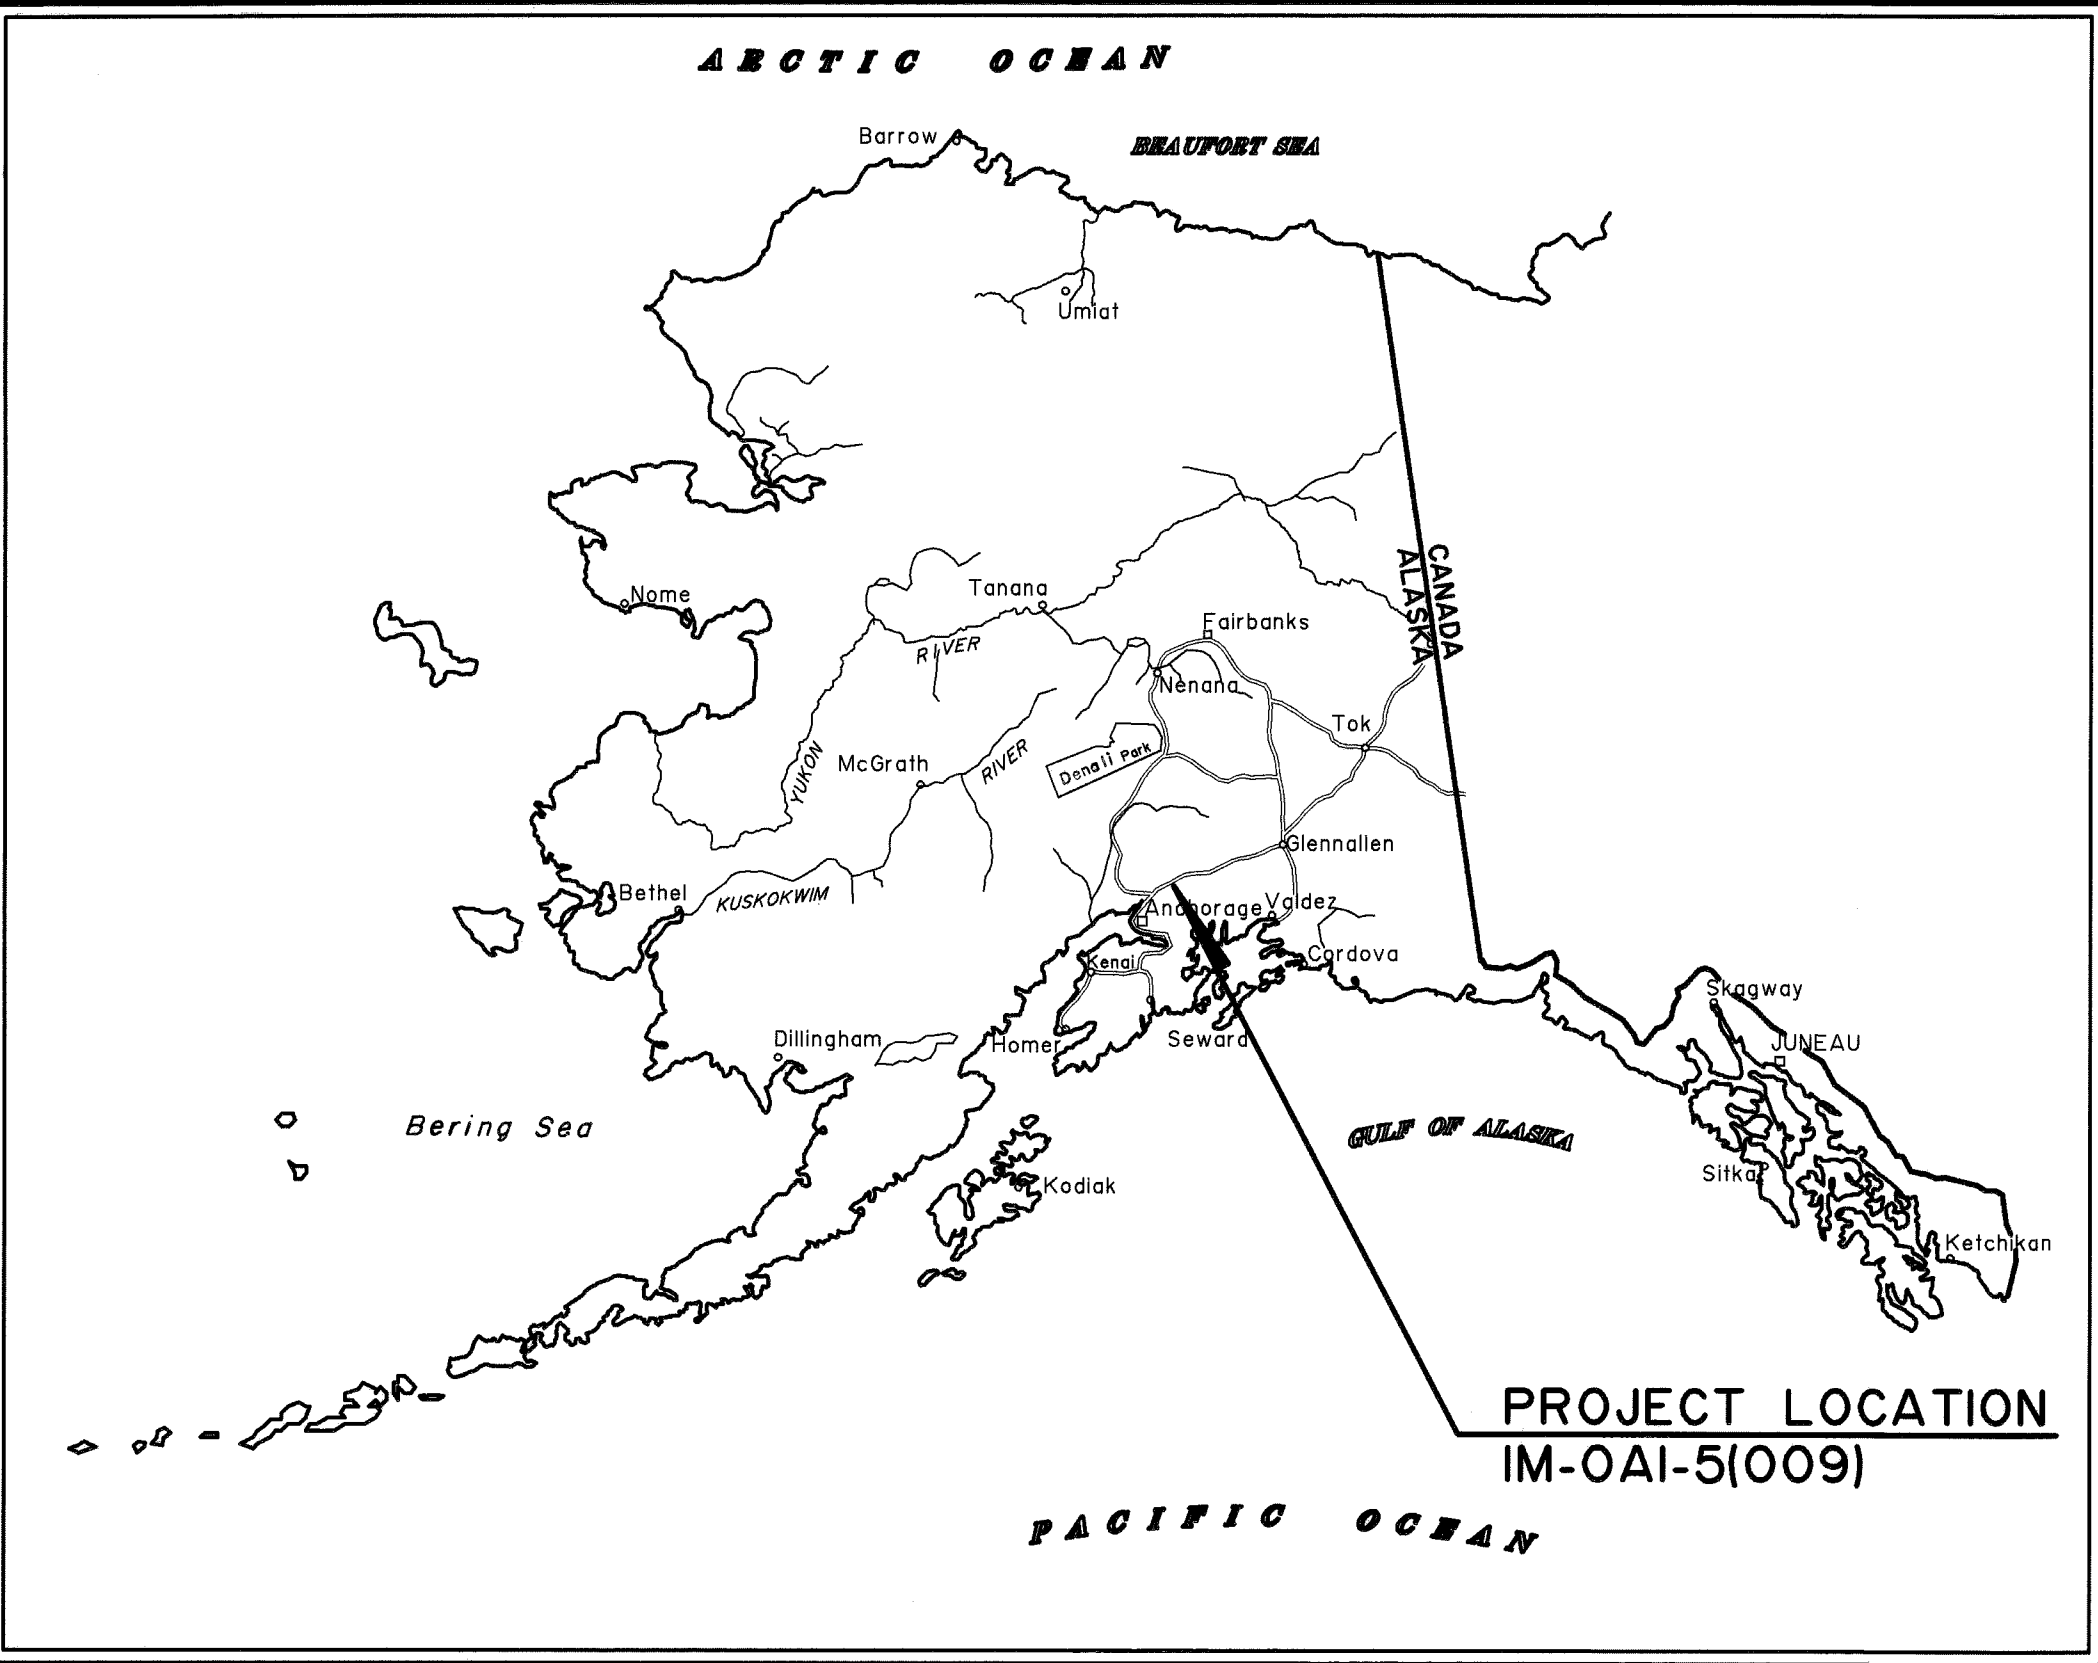 ARCTIC OCEAN
Barrow
BEAUFORT SEA
Umiat
CANADA
ALASKA
Nome
Tanana
Fairbanks
RIVER
Nenana
Tok
McGrath
RIVER
Denali Park
YUKON
Glennallen
Bethel
KUSKOKWIM
Anchorage
Valdez
Cordova
Kenai
Skagway
Dillingham
Homer
Seward
JUNEAU
Bering Sea
GULF OF ALASKA
Sitka
Kodiak
Ketchikan
PROJECT LOCATION
IM-0A1-5(009)
PACIFIC OCEAN